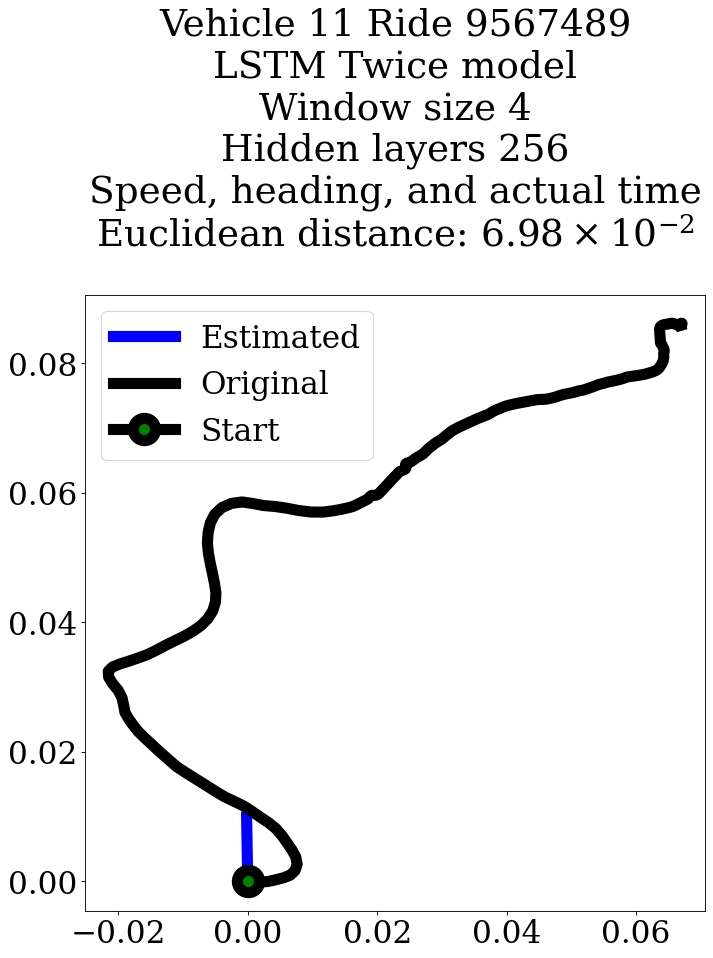 Vehicle 11 Ride 9567489
LSTM Twice model
Window size 4
Hidden layers 256
Speed, heading, and actual time
Euclidean distance: 6.98 × 10⁻²
Estimated
Original
Start
0.08
0.06
0.04
0.02
0.00
−0.02 0.00 0.02 0.04 0.06